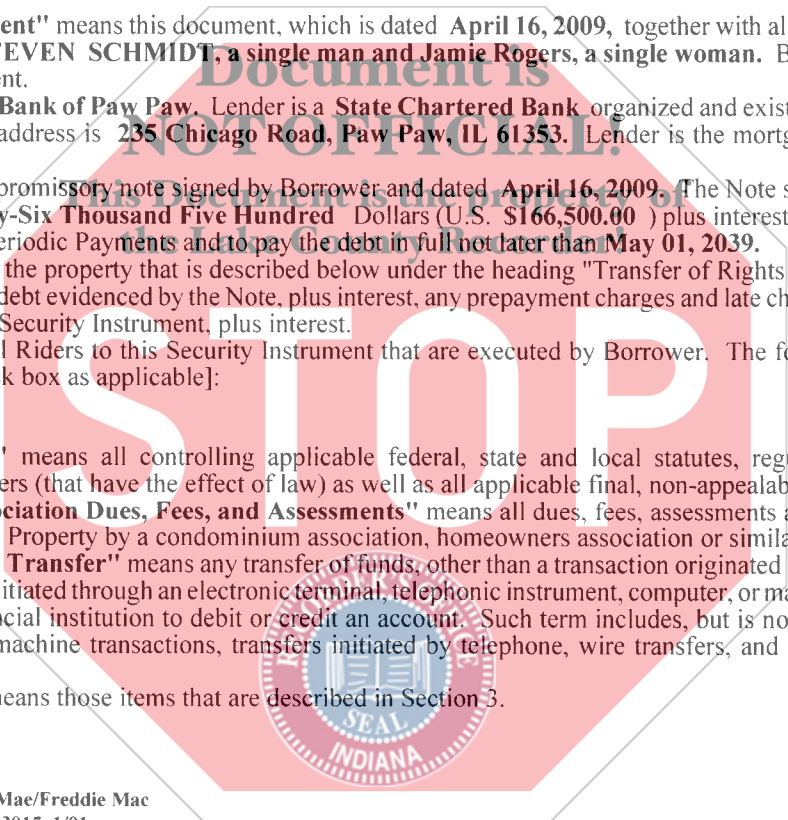 ent" means this document, which is dated April 16, 2009, together with al
EVEN SCHMIDT, a single man and Jamie Rogers, a single woman. B
Document is
ent.
Bank of Paw Paw. Lender is a State Chartered Bank organized and exist
address is 235 Chicago Road, Paw Paw, IL 61353. Lender is the mortg
NOT OFFICIAL!
promissory note signed by Borrower and dated April 16, 2009. The Note s
This Document is the property of
y-Six Thousand Five Hundred Dollars (U.S. $166,500.00 ) plus interest
eriodic Payments and to pay the debt in full not later than May 01, 2039.
the Lake County Recorder!
the property that is described below under the heading "Transfer of Rights
debt evidenced by the Note, plus interest, any prepayment charges and late ch
Security Instrument, plus interest.
l Riders to this Security Instrument that are executed by Borrower. The fo
k box as applicable]:
STOP
" means all controlling applicable federal, state and local statutes, regu
ers (that have the effect of law) as well as all applicable final, non-appealab
ciation Dues, Fees, and Assessments" means all dues, fees, assessments a
Property by a condominium association, homeowners association or simila
Transfer" means any transfer of funds, other than a transaction originated
itiated through an electronic terminal, telephonic instrument, computer, or ma
cial institution to debit or credit an account. Such term includes, but is no
machine transactions, transfers initiated by telephone, wire transfers, and
eans those items that are described in Section 3.
RECORDER'S OFFICE
SEAL
INDIANA
Mae/Freddie Mac